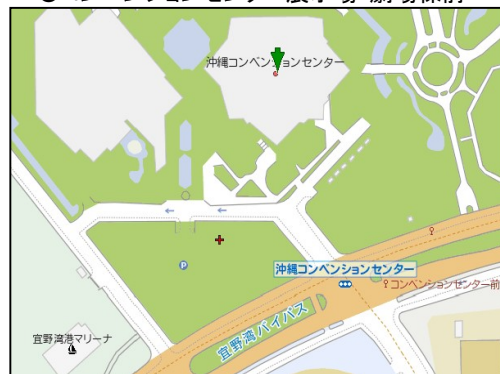 沖縄コンベンションセンター
P
沖縄コンベンションセンター
コンベンションセンター前
宜野湾バイパス
宜野湾港マリーナ